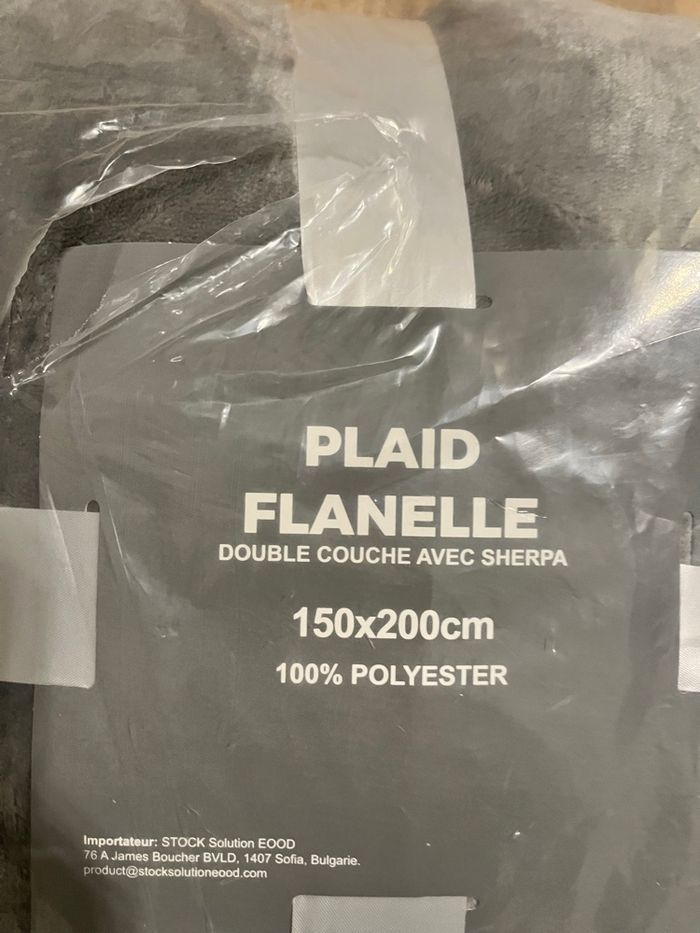 PLAID
FLANELLE
DOUBLE COUCHE AVEC SHERPA
150x200cm
100% POLYESTER
Importateur: STOCK Solution EOOD
76 A James Boucher BVLD, 1407 Sofia, Bulgarie.
product@stocksolutioneood.com